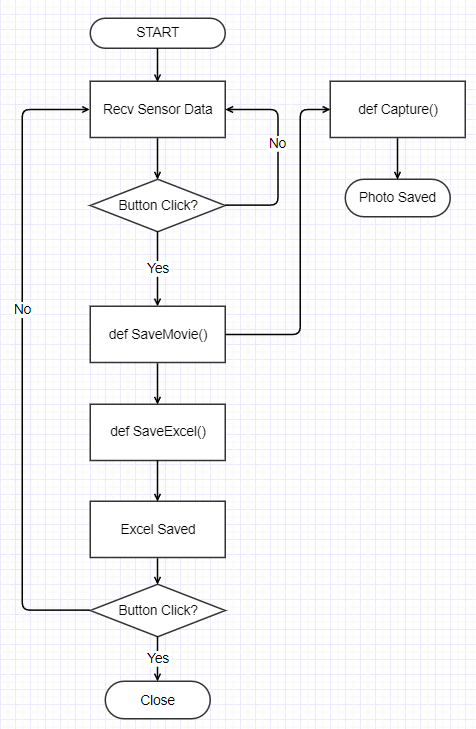 START
Recv Sensor Data
def Capture()
No
Button Click?
Photo Saved
Yes
No
def SaveMovie()
def SaveExcel()
Excel Saved
Button Click?
Yes
Close